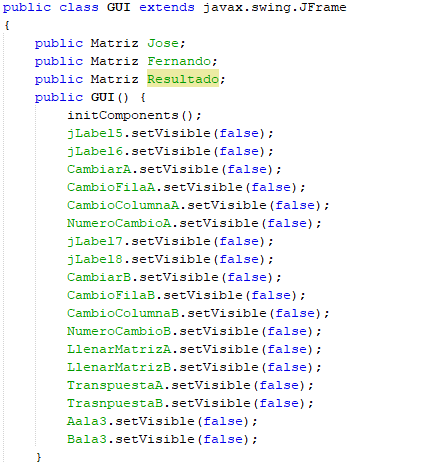 public class GUI extends javax.swing.JFrame
{
public Matriz Jose;
public Matriz Fernando;
public Matriz Resultado;
public GUI() {
initComponents();
jLabel5.setVisible(false);
jLabel6.setVisible(false);
CambiarA.setVisible(false);
CambioFilaA.setVisible(false);
CambioColumnaA.setVisible(false);
NumeroCambioA.setVisible(false);
jLabel7.setVisible(false);
jLabel8.setVisible(false);
CambiarB.setVisible(false);
CambioFilaB.setVisible(false);
CambioColumnaB.setVisible(false);
NumeroCambioB.setVisible(false);
LlenarMatrizA.setVisible(false);
LlenarMatrizB.setVisible(false);
TranspuestaA.setVisible(false);
TrasnpuestaB.setVisible(false);
Aala3.setVisible(false);
Bala3.setVisible(false);
}